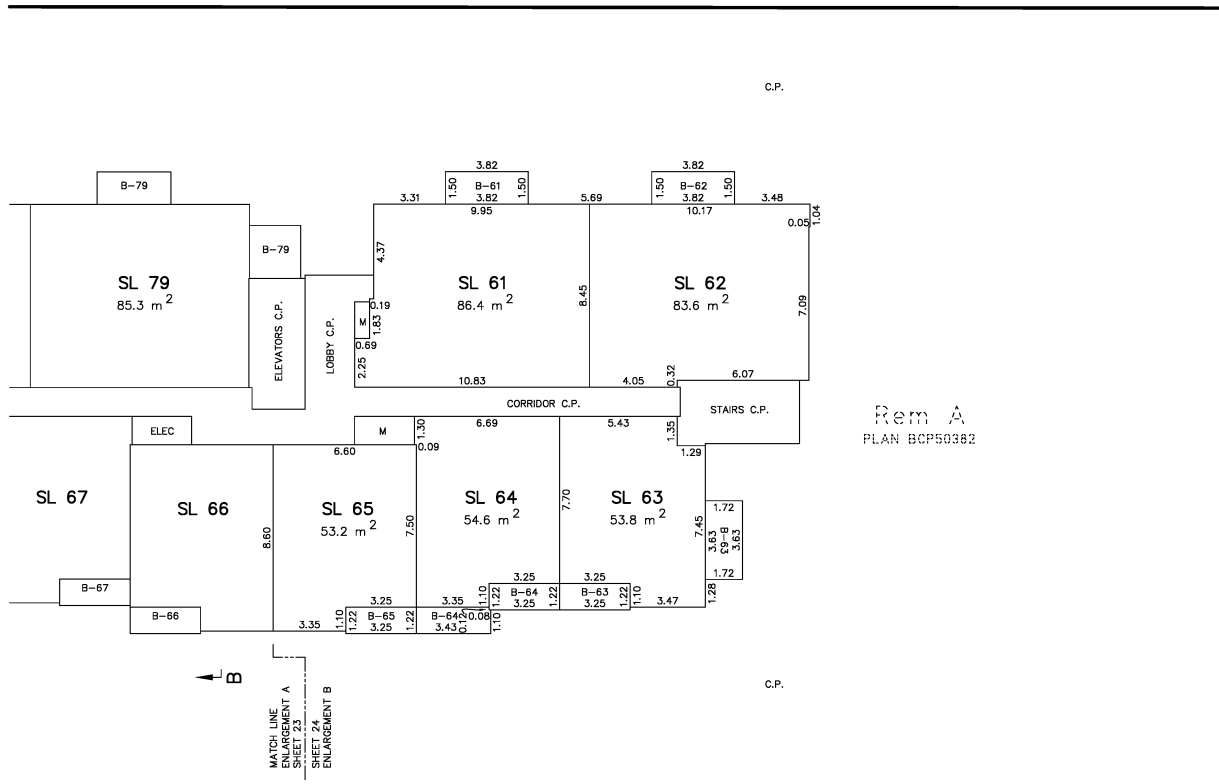 C.P.
3.82
3.82
B-79
1.50
B-61
1.50
1.50
B-62
1.50
3.31
3.82
5.69
3.82
3.48
9.95
10.17
0.05
1.04
B-79
4.37
SL 79
85.3 m2
SL 61
86.4 m2
SL 62
83.6 m2
8.45
7.09
ELEVATORS C.P.
LOBBY C.P.
0.19
M
1.83
0.69
2.25
10.83
4.05
0.32
6.07
CORRIDOR C.P.
STAIRS C.P.
Rem A
PLAN BCP50382
ELEC
M
1.30
6.69
5.43
1.35
6.60
0.09
1.29
SL 67
SL 66
SL 65
53.2 m2
SL 64
54.6 m2
SL 63
53.8 m2
8.60
7.50
7.70
7.45
1.72
3.63
B-63
3.63
1.72
1.28
B-67
3.25
3.25
1.10
1.22
B-64
1.22
B-63
1.22
1.10
3.25
3.25
3.47
B-66
3.25
3.35
3.35
1.10
1.22
B-65
1.22
B-64
0.08
3.25
3.43
0.12
1.10
B
C.P.
MATCH LINE
ENLARGEMENT A
SHEET 23
SHEET 24
ENLARGEMENT B